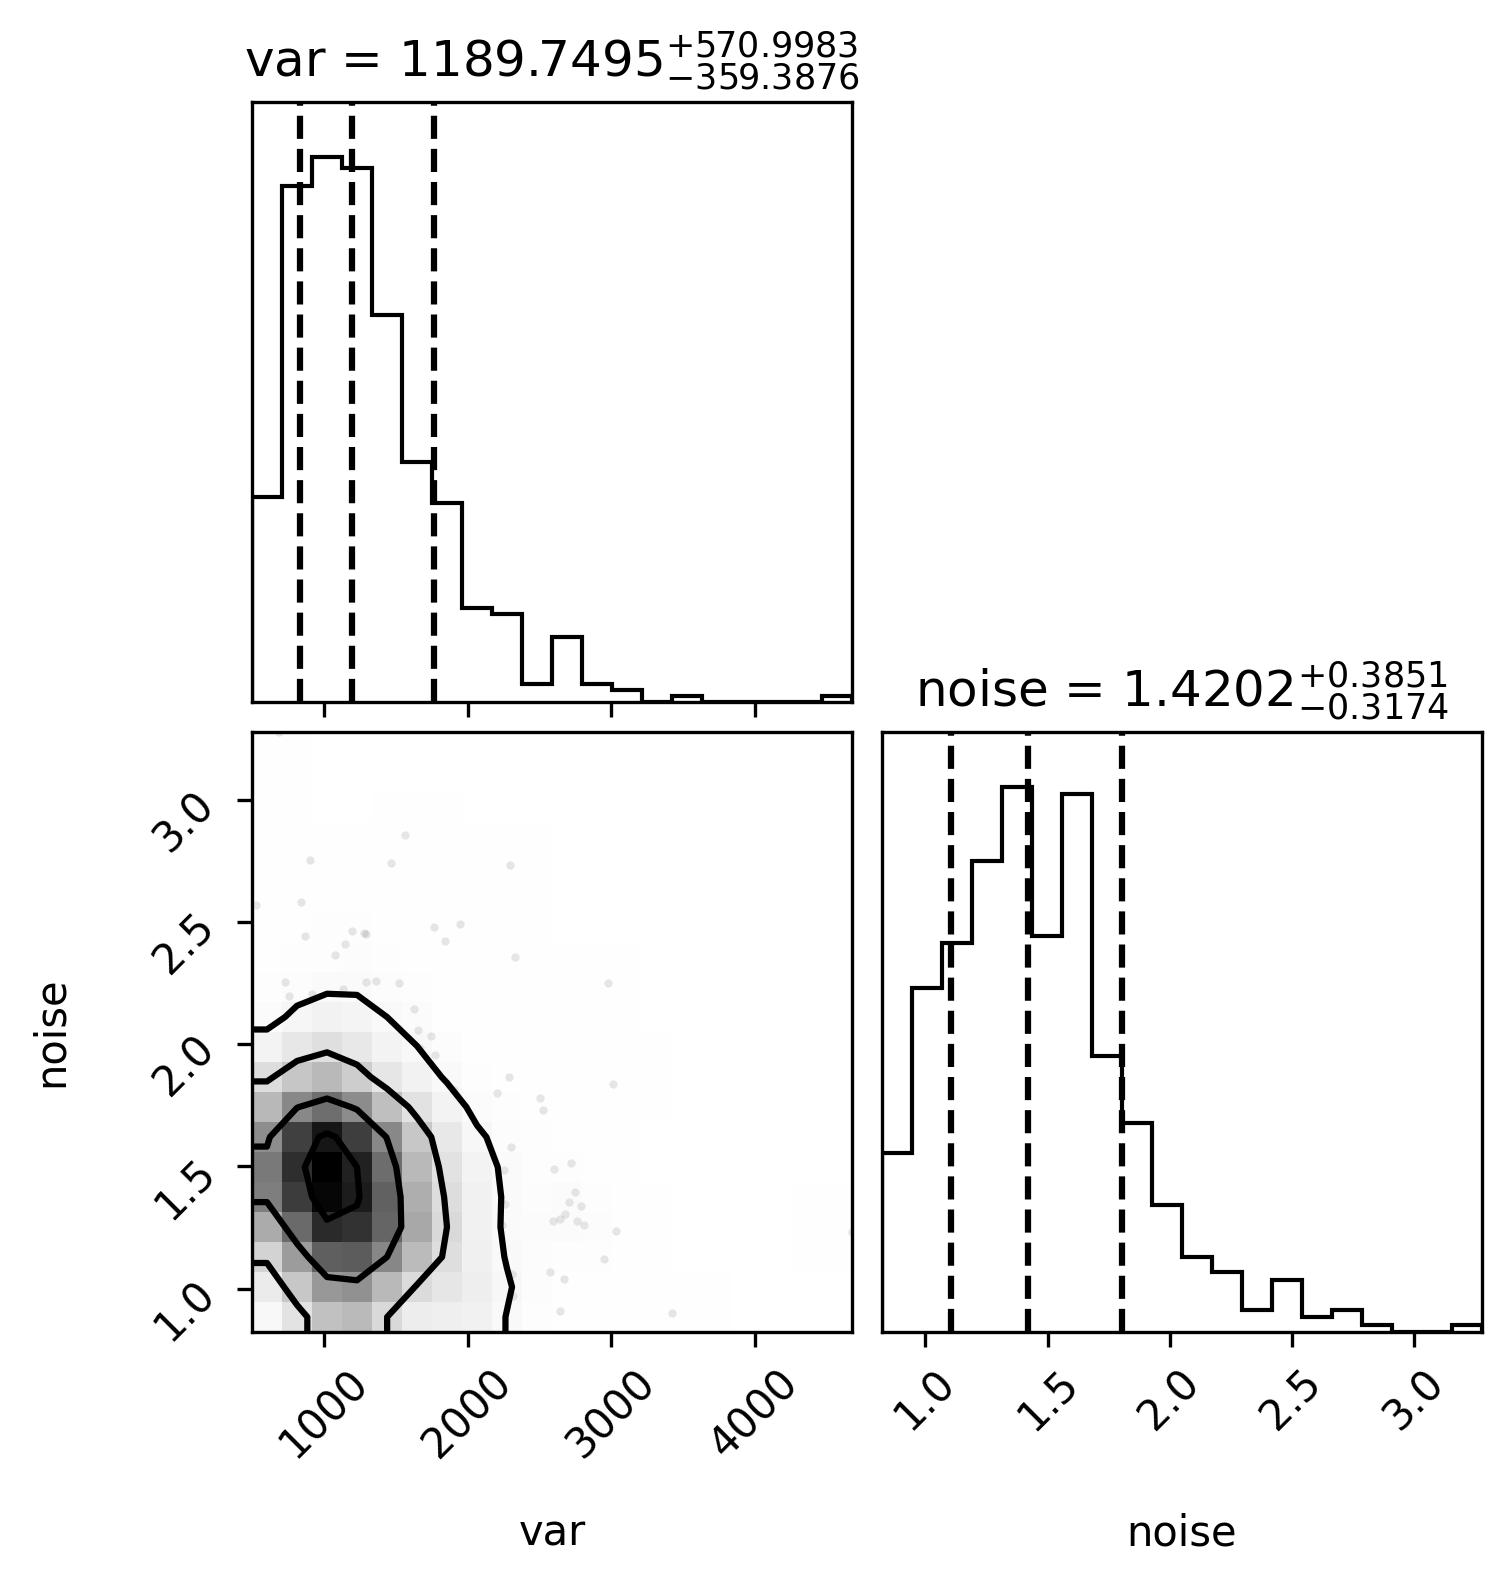 var = 1189.7495+570.9983−359.3876
noise = 1.4202+0.3851−0.3174
3.0
2.5
2.0
1.5
1.0
noise
1000 2000 3000 4000
var
1.0 1.5 2.0 2.5 3.0
noise